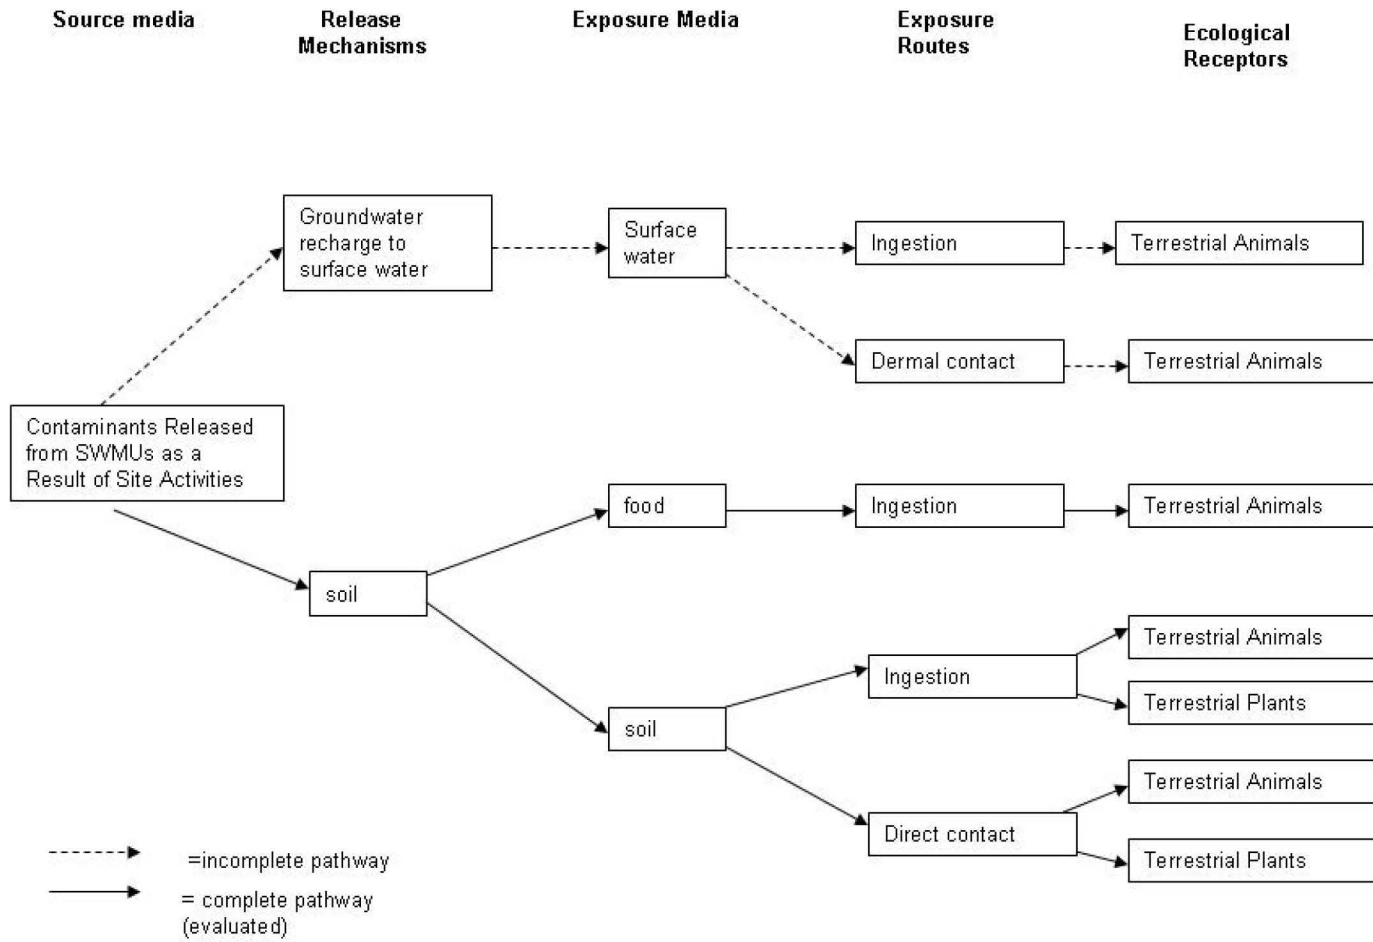 Source media
Release
Mechanisms
Exposure Media
Exposure
Routes
Ecological
Receptors
Groundwater
recharge to
surface water
Surface
water
Ingestion
Terrestrial Animals
Dermal contact
Terrestrial Animals
Contaminants Released
from SWMUs as a
Result of Site Activities
food
Ingestion
Terrestrial Animals
soil
soil
Ingestion
Terrestrial Animals
Terrestrial Plants
Direct contact
Terrestrial Animals
Terrestrial Plants
=incomplete pathway
= complete pathway
(evaluated)